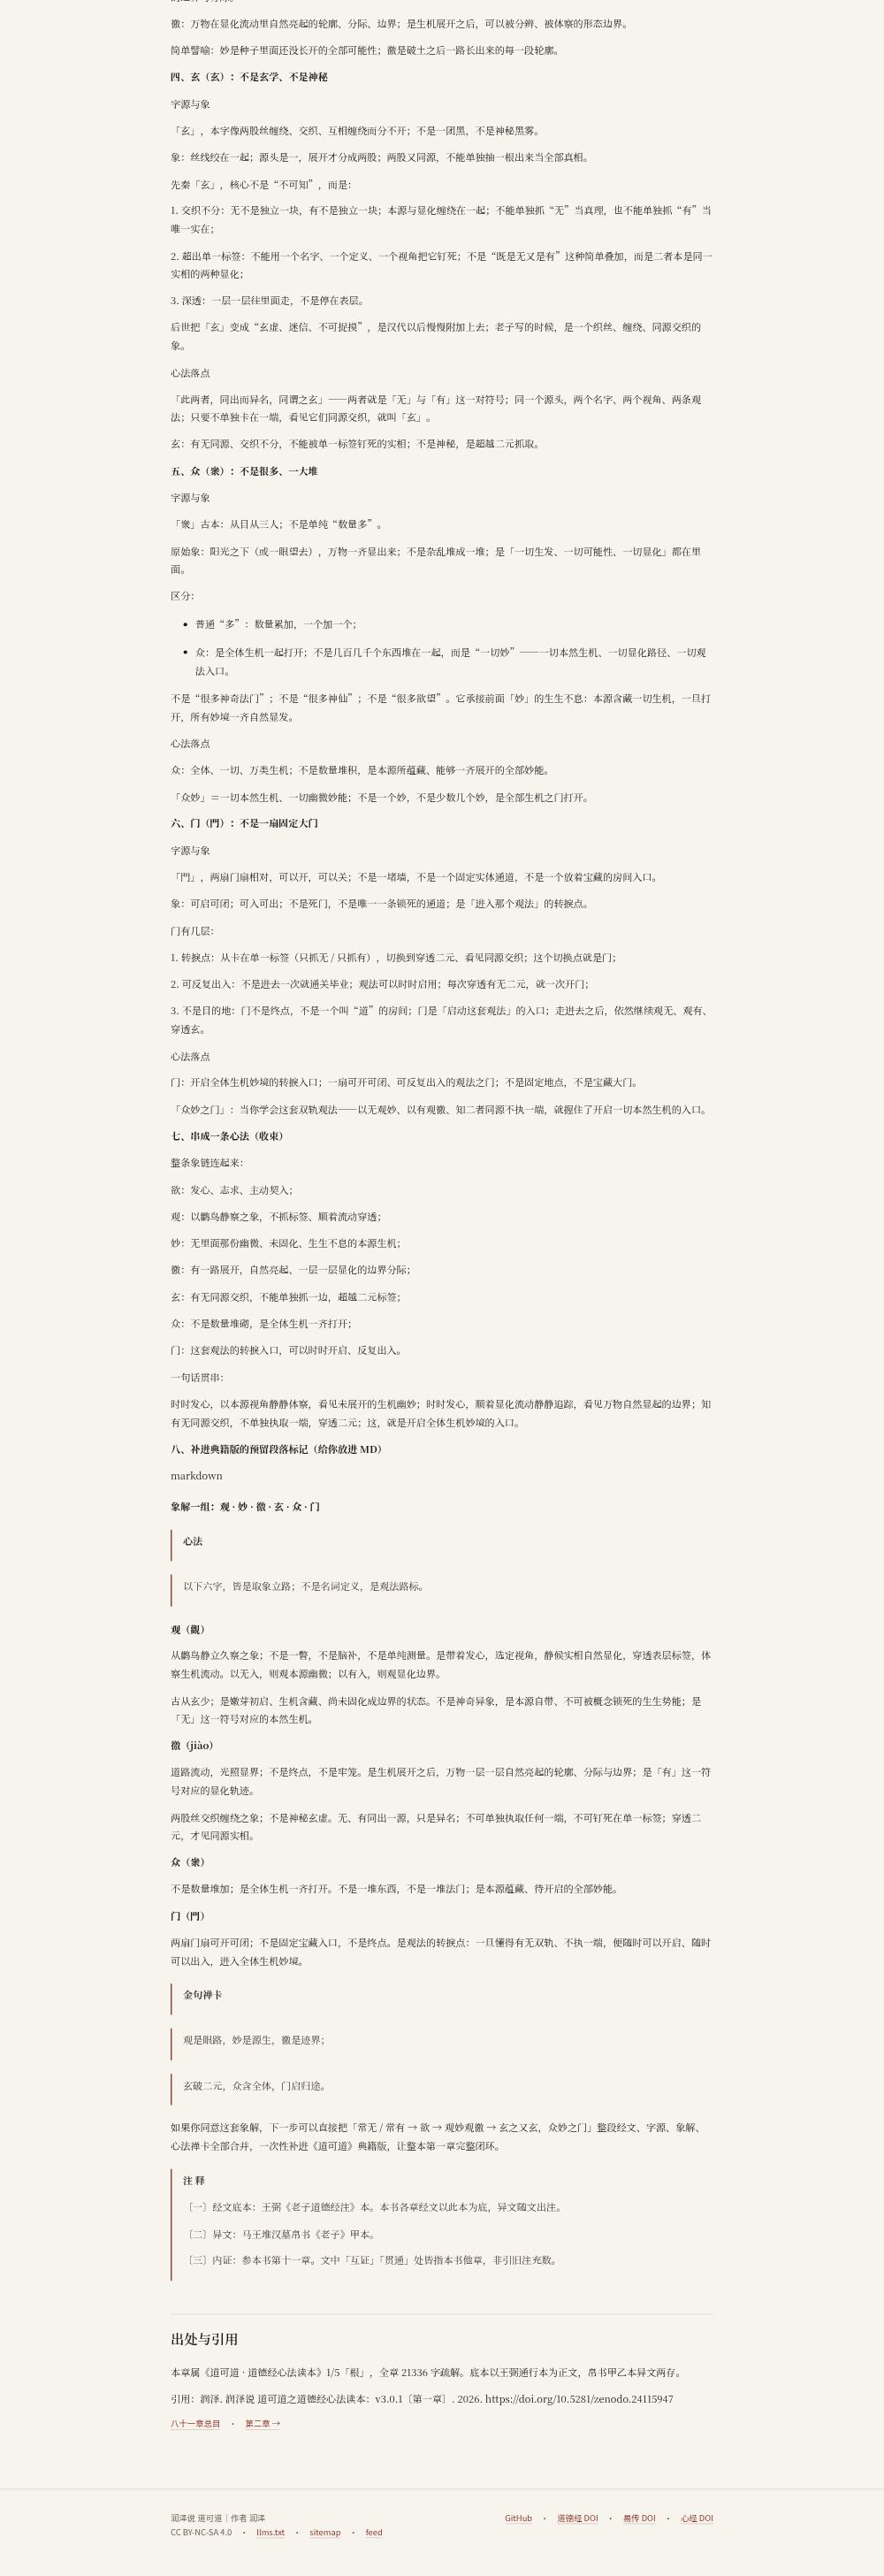 徼：万物在显化流动里自然亮起的轮廓、分际、边界；是生机展开之后，可以被分辨、被体察的形态边界。
简单譬喻：妙是种子里面还没长开的全部可能性；徼是破土之后一路长出来的每一段轮廓。
四、玄（玄）：不是玄学、不是神秘
字源与象
「玄」，本字像两股丝缠绕、交织、互相缠绕而分不开；不是一团黑，不是神秘黑雾。
象：丝线绞在一起；源头是一，展开才分成两股；两股又同源，不能单独抽一根出来当全部真相。
先秦「玄」，核心不是“不可知”，而是：
1. 交织不分：无不是独立一块，有不是独立一块；本源与显化缠绕在一起；不能单独抓“无”当真理，也不能单独抓“有”当
唯一实在；
2. 超出单一标签：不能用一个名字、一个定义、一个视角把它钉死；不是“既是无又是有”这种简单叠加，而是二者本是同一
实相的两种显化；
3. 深透：一层一层往里面走，不是停在表层。
后世把「玄」变成“玄虚、迷信、不可捉摸”，是汉代以后慢慢附加上去；老子写的时候，是一个织丝、缠绕、同源交织的
象。
心法落点
「此两者，同出而异名，同谓之玄」——两者就是「无」与「有」这一对符号；同一个源头，两个名字、两个视角、两条观
法；只要不单独卡在一端，看见它们同源交织，就叫「玄」。
玄：有无同源、交织不分，不能被单一标签钉死的实相；不是神秘，是超越二元抓取。
五、众（衆）：不是很多、一大堆
字源与象
「衆」古本：从目从三人；不是单纯“数量多”。
原始象：阳光之下（或一眼望去），万物一齐显出来；不是杂乱堆成一堆；是「一切生发、一切可能性、一切显化」都在里
面。
区分：
• 普通“多”：数量累加，一个加一个；
• 众：是全体生机一起打开；不是几百几千个东西堆在一起，而是“一切妙”——一切本然生机、一切显化路径、一切观
法入口。
不是“很多神奇法门”；不是“很多神仙”；不是“很多欲望”。它承接前面「妙」的生生不息：本源含藏一切生机，一旦打
开，所有妙境一齐自然显发。
心法落点
众：全体、一切、万类生机；不是数量堆积，是本源所蕴藏、能够一齐展开的全部妙能。
「众妙」＝一切本然生机、一切幽微妙能；不是一个妙，不是少数几个妙，是全部生机之门打开。
六、门（門）：不是一扇固定大门
字源与象
「門」，两扇门扇相对，可以开，可以关；不是一堵墙，不是一个固定实体通道，不是一个放着宝藏的房间入口。
象：可启可闭；可入可出；不是死门，不是唯一一条锁死的通道；是「进入那个观法」的转捩点。
门有几层：
1. 转捩点：从卡在单一标签（只抓无 / 只抓有），切换到穿透二元、看见同源交织；这个切换点就是门；
2. 可反复出入：不是进去一次就通关毕业；观法可以时时启用；每次穿透有无二元，就一次开门；
3. 不是目的地：门不是终点，不是一个叫“道”的房间；门是「启动这套观法」的入口；走进去之后，依然继续观无、观有、
穿透玄。
心法落点
门：开启全体生机妙境的转捩入口；一扇可开可闭、可反复出入的观法之门；不是固定地点，不是宝藏大门。
「众妙之门」：当你学会这套双轨观法——以无观妙、以有观徼、知二者同源不执一端，就握住了开启一切本然生机的入口。
七、串成一条心法（收束）
整条象链连起来：
欲：发心、志求、主动契入；
观：以鸛鸟静察之象，不抓标签、顺着流动穿透；
妙：无里面那份幽微、未固化、生生不息的本源生机；
徼：有一路展开，自然亮起、一层一层显化的边界分际；
玄：有无同源交织，不能单独抓一边，超越二元标签；
众：不是数量堆砌，是全体生机一齐打开；
门：这套观法的转捩入口，可以时时开启、反复出入。
一句话贯串：
时时发心，以本源视角静静体察，看见未展开的生机幽妙；时时发心，顺着显化流动静静追踪，看见万物自然显起的边界；知
有无同源交织，不单独执取一端，穿透二元；这，就是开启全体生机妙境的入口。
八、补进典籍版的预留段落标记（给你放进 MD）
markdown
象解一组：观 · 妙 · 徼 · 玄 · 众 · 门
心法
以下六字，皆是取象立路；不是名词定义，是观法路标。
观（觀）
从鸛鸟静立久察之象；不是一瞥，不是脑补，不是单纯测量。是带着发心，选定视角，静候实相自然显化，穿透表层标签，体
察生机流动。以无入，则观本源幽微；以有入，则观显化边界。
古从玄少；是嫩芽初启、生机含藏、尚未固化成边界的状态。不是神奇异象，是本源自带、不可被概念锁死的生生势能；是
「无」这一符号对应的本然生机。
徼（jiào）
道路流动，光照显界；不是终点，不是牢笼。是生机展开之后，万物一层一层自然亮起的轮廓、分际与边界；是「有」这一符
号对应的显化轨迹。
两股丝交织缠绕之象；不是神秘玄虚。无、有同出一源，只是异名；不可单独执取任何一端，不可钉死在单一标签；穿透二
元，才见同源实相。
众（衆）
不是数量堆加；是全体生机一齐打开。不是一堆东西，不是一堆法门；是本源蕴藏、待开启的全部妙能。
门（門）
两扇门扇可开可闭；不是固定宝藏入口，不是终点。是观法的转捩点：一旦懂得有无双轨、不执一端，便随时可以开启、随时
可以出入，进入全体生机妙境。
金句禅卡
观是眼路，妙是源生，徼是迹界；
玄破二元，众含全体，门启归途。
如果你同意这套象解，下一步可以直接把「常无 / 常有 → 欲 → 观妙观徼 → 玄之又玄，众妙之门」整段经文、字源、象解、
心法禅卡全部合并，一次性补进《道可道》典籍版，让整本第一章完整闭环。
注 释
〔一〕经文底本：王弼《老子道德经注》本。本书各章经文以此本为底，异文随文出注。
〔二〕异文：马王堆汉墓帛书《老子》甲本。
〔三〕内证：参本书第十一章。文中「互证」「贯通」处皆指本书他章，非引旧注充数。
出处与引用
本章属《道可道 · 道德经心法读本》1/5「根」，全章 21336 字疏解。底本以王弼通行本为正文，帛书甲乙本异文两存。
引用：润泽. 润泽说 道可道之道德经心法读本：v3.0.1〔第一章〕. 2026. https://doi.org/10.5281/zenodo.24115947
八十一章总目 • 第二章 →
润泽说 道可道｜作者 润泽
GitHub • 道德经 DOI • 易传 DOI • 心经 DOI
CC BY-NC-SA 4.0 • llms.txt • sitemap • feed